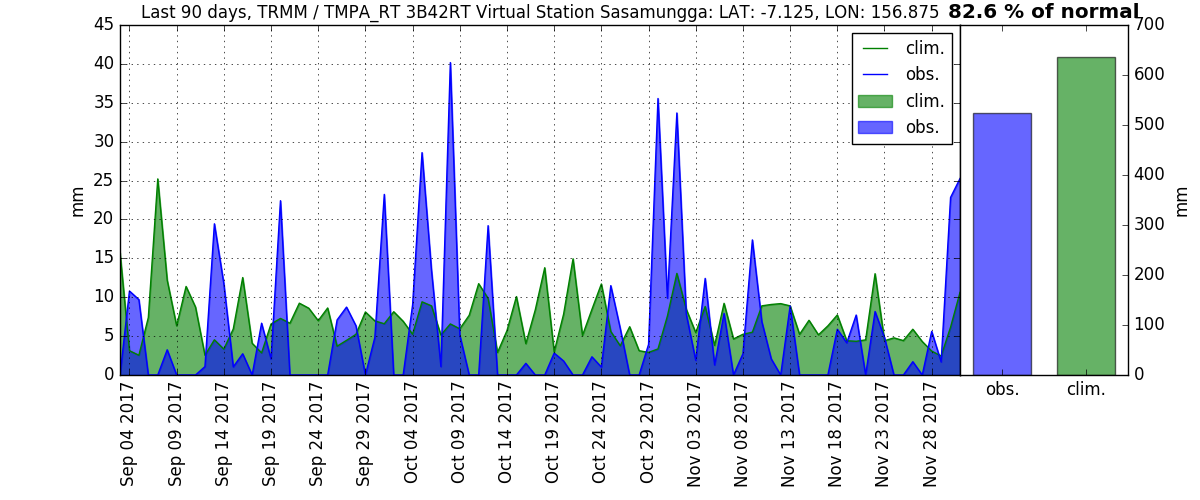 Last 90 days, TRMM / TMPA_RT 3B42RT Virtual Station Sasamungga: LAT: -7.125, LON: 156.875 82.6 % of normal
45
40
35
30
25
20
15
10
5
0
mm
clim.
obs.
clim.
obs.
700
600
500
400
300
200
100
0
mm
obs. clim.
Sep 04 2017
Sep 09 2017
Sep 14 2017
Sep 19 2017
Sep 24 2017
Sep 29 2017
Oct 04 2017
Oct 09 2017
Oct 14 2017
Oct 19 2017
Oct 24 2017
Oct 29 2017
Nov 03 2017
Nov 08 2017
Nov 13 2017
Nov 18 2017
Nov 23 2017
Nov 28 2017